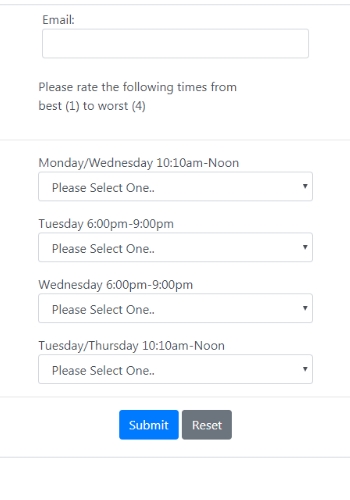 Email:
Please rate the following times from
best (1) to worst (4)
Monday/Wednesday 10:10am-Noon
Please Select One..
Tuesday 6:00pm-9:00pm
Please Select One..
Wednesday 6:00pm-9:00pm
Please Select One..
Tuesday/Thursday 10:10am-Noon
Please Select One..
Submit Reset